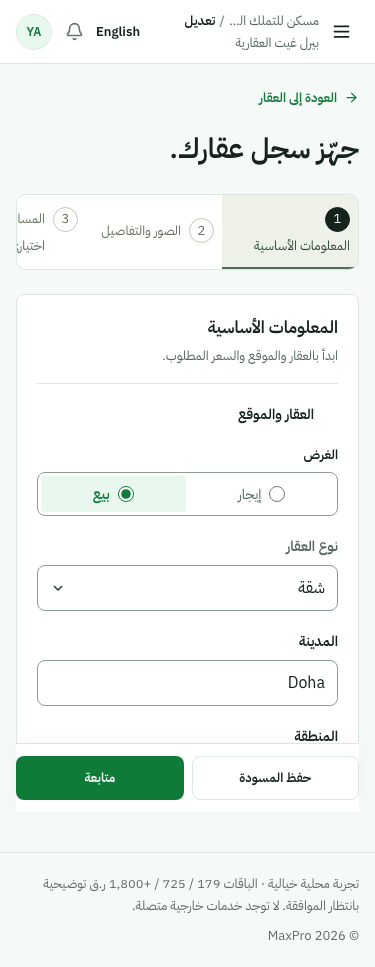 مسكن للتملك الـ... / تعديل
بيرل غيت العقارية
English
YA
العودة إلى العقار
جهّز سجل عقارك.
1
المعلومات الأساسية
2
الصور والتفاصيل
3
المسا
اختيار
المعلومات الأساسية
ابدأ بالعقار والموقع والسعر المطلوب.
العقار والموقع
الغرض
إيجار
بيع
نوع العقار
شقة
المدينة
Doha
المنطقة
حفظ المسودة
متابعة
تجربة محلية خيالية · الباقات 179 / 725 / +1,800 ر.ق توضيحية
بانتظار الموافقة. لا توجد خدمات خارجية متصلة.
© 2026 MaxPro